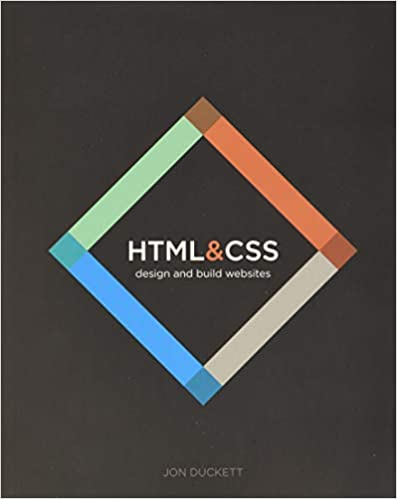 HTML&CSS
design and build websites
JON DUCKETT